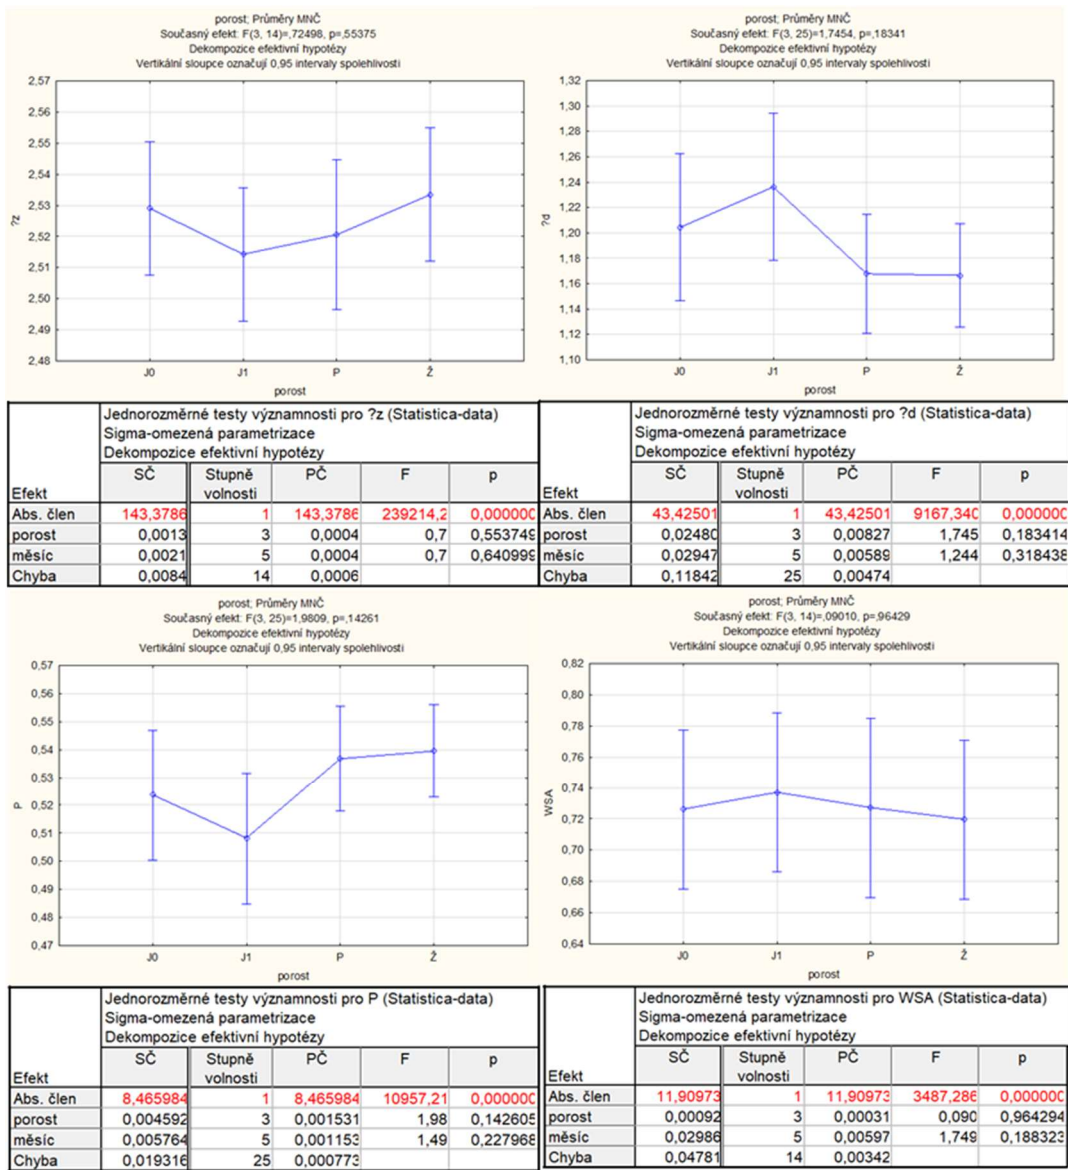 porost; Průměry MNČ
Současný efekt: F(3, 14)=,72498, p=,55375
Dekompozice efektivní hypotézy
Vertikální sloupce označují 0,95 intervaly spolehlivosti
2,57
2,56
2,55
2,54
2,53
2,52
2,51
2,50
2,49
2,48
?z
J0 J1 P Ž
porost
Jednorozměrné testy významnosti pro ?z (Statistica-data)
Sigma-omezená parametrizace
Dekompozice efektivní hypotézy
Efekt SČ Stupně volnosti PČ F p
Abs. člen 143,3786 1 143,3786 239214,2 0,000000
porost 0,0013 3 0,0004 0,7 0,553749
měsíc 0,0021 5 0,0004 0,7 0,640999
Chyba 0,0084 14 0,0006
porost; Průměry MNČ
Současný efekt: F(3, 25)=1,7454, p=,18341
Dekompozice efektivní hypotézy
Vertikální sloupce označují 0,95 intervaly spolehlivosti
1,32
1,30
1,28
1,26
1,24
1,22
1,20
1,18
1,16
1,14
1,12
1,10
?d
J0 J1 P Ž
porost
Jednorozměrné testy významnosti pro ?d (Statistica-data)
Sigma-omezená parametrizace
Dekompozice efektivní hypotézy
Efekt SČ Stupně volnosti PČ F p
Abs. člen 43,42501 1 43,42501 9167,340 0,000000
porost 0,02480 3 0,00827 1,745 0,183414
měsíc 0,02947 5 0,00589 1,244 0,318438
Chyba 0,11842 25 0,00474
porost; Průměry MNČ
Současný efekt: F(3, 25)=1,9809, p=,14261
Dekompozice efektivní hypotézy
Vertikální sloupce označují 0,95 intervaly spolehlivosti
0,57
0,56
0,55
0,54
0,53
0,52
0,51
0,50
0,49
0,48
0,47
P
J0 J1 P Ž
porost
Jednorozměrné testy významnosti pro P (Statistica-data)
Sigma-omezená parametrizace
Dekompozice efektivní hypotézy
Efekt SČ Stupně volnosti PČ F p
Abs. člen 8,465984 1 8,465984 10957,21 0,000000
porost 0,004592 3 0,001531 1,98 0,142605
měsíc 0,005764 5 0,001153 1,49 0,227968
Chyba 0,019316 25 0,000773
porost; Průměry MNČ
Současný efekt: F(3, 14)=,09010, p=,96429
Dekompozice efektivní hypotézy
Vertikální sloupce označují 0,95 intervaly spolehlivosti
0,82
0,80
0,78
0,76
0,74
0,72
0,70
0,68
0,66
0,64
WSA
J0 J1 P Ž
porost
Jednorozměrné testy významnosti pro WSA (Statistica-data)
Sigma-omezená parametrizace
Dekompozice efektivní hypotézy
Efekt SČ Stupně volnosti PČ F p
Abs. člen 11,90973 1 11,90973 3487,286 0,000000
porost 0,00092 3 0,00031 0,090 0,964294
měsíc 0,02986 5 0,00597 1,749 0,188323
Chyba 0,04781 14 0,00342